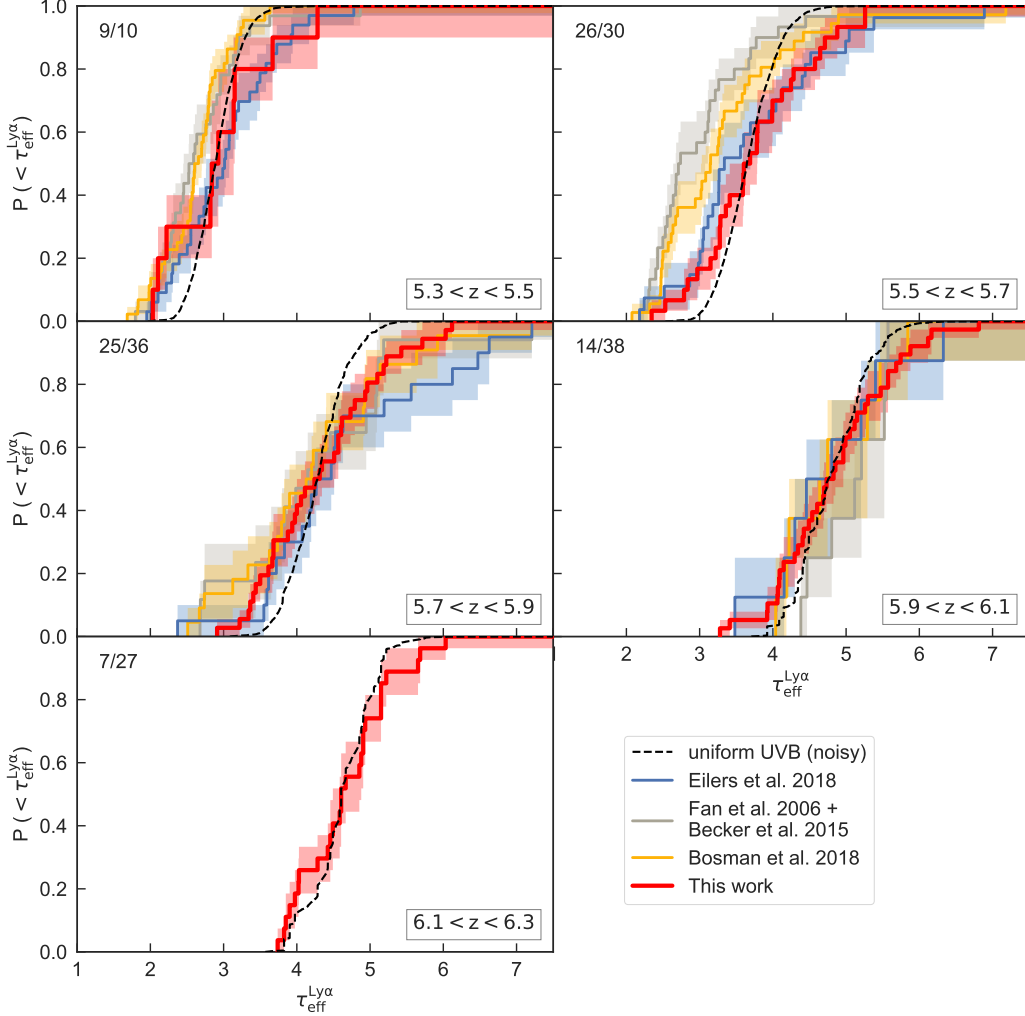 9/10
1.0
0.8
0.6
0.4
0.2
0.0
P ( < τ_eff^Lyα)
5.3 < z < 5.5
26/30
5.5 < z < 5.7
25/36
0.8
0.6
0.4
0.2
0.0
P ( < τ_eff^Lyα)
5.7 < z < 5.9
14/38
5.9 < z < 6.1
2 3 4 5 6 7
τ_eff^Lyα
7/27
0.8
0.6
0.4
0.2
0.0
P ( < τ_eff^Lyα)
6.1 < z < 6.3
1 2 3 4 5 6 7
τ_eff^Lyα
uniform UVB (noisy)
Eilers et al. 2018
Fan et al. 2006 +
Becker et al. 2015
Bosman et al. 2018
This work